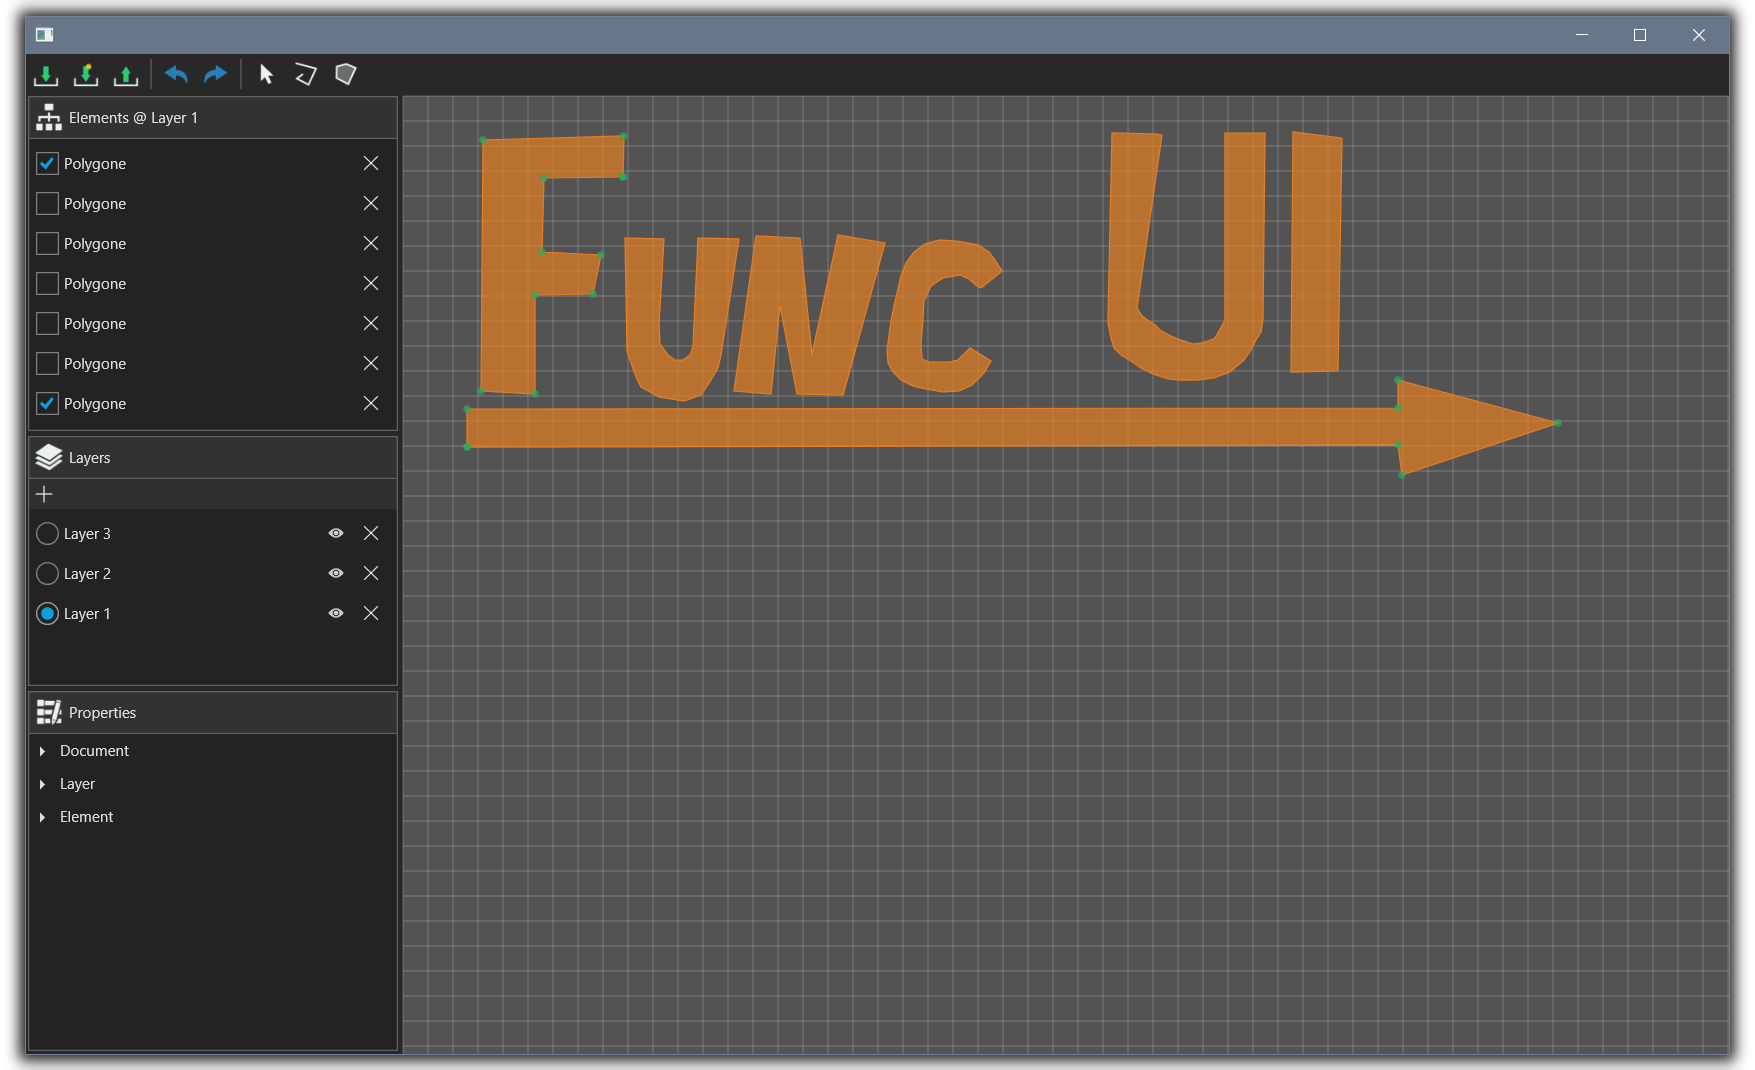 Elements @ Layer 1
Polygone
Polygone
Polygone
Polygone
Polygone
Polygone
Polygone
Layers
Layer 3
Layer 2
Layer 1
Properties
Document
Layer
Element
Func UI